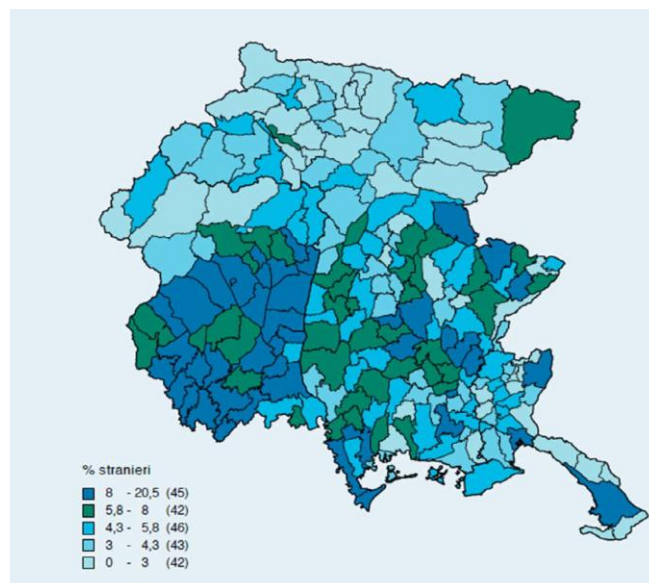 % stranieri
8 - 20,5 (45)
5,8 - 8 (42)
4,3 - 5,8 (46)
3 - 4,3 (43)
0 - 3 (42)